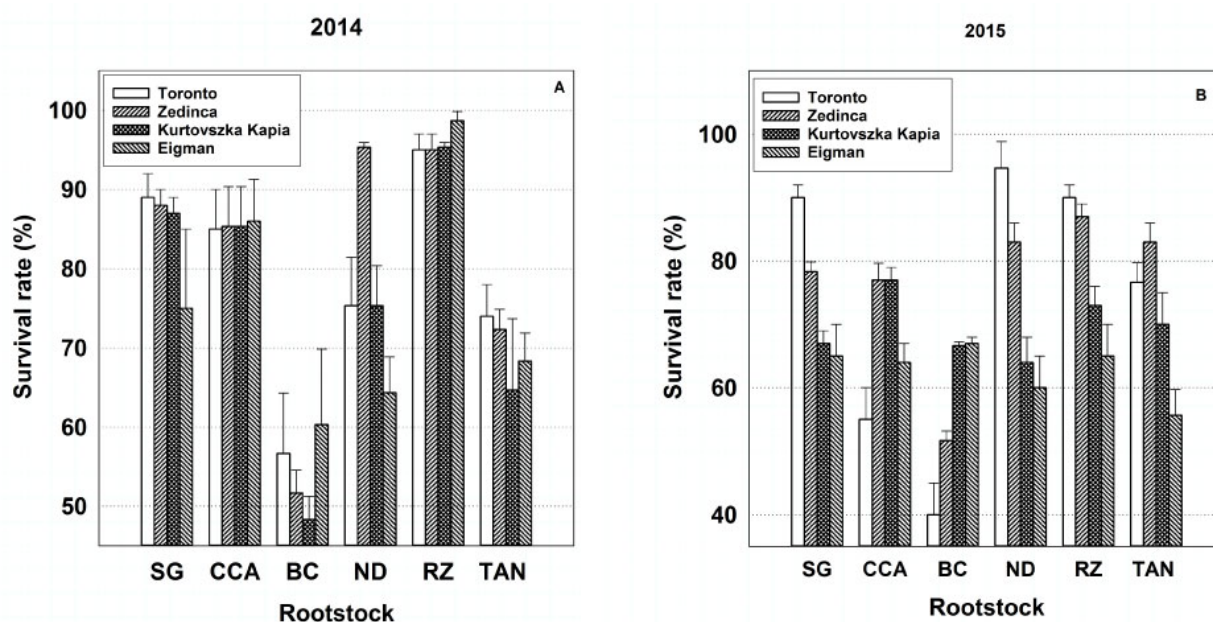 2014
A
Toronto
Zedinca
Kurtovszka Kapia
Eigman
100
90
80
70
60
50
Survival rate (%)
SG CCA BC ND RZ TAN
Rootstock
2015
B
Toronto
Zedinca
Kurtovszka Kapia
Eigman
100
80
60
40
Survival rate (%)
SG CCA BC ND RZ TAN
Rootstock